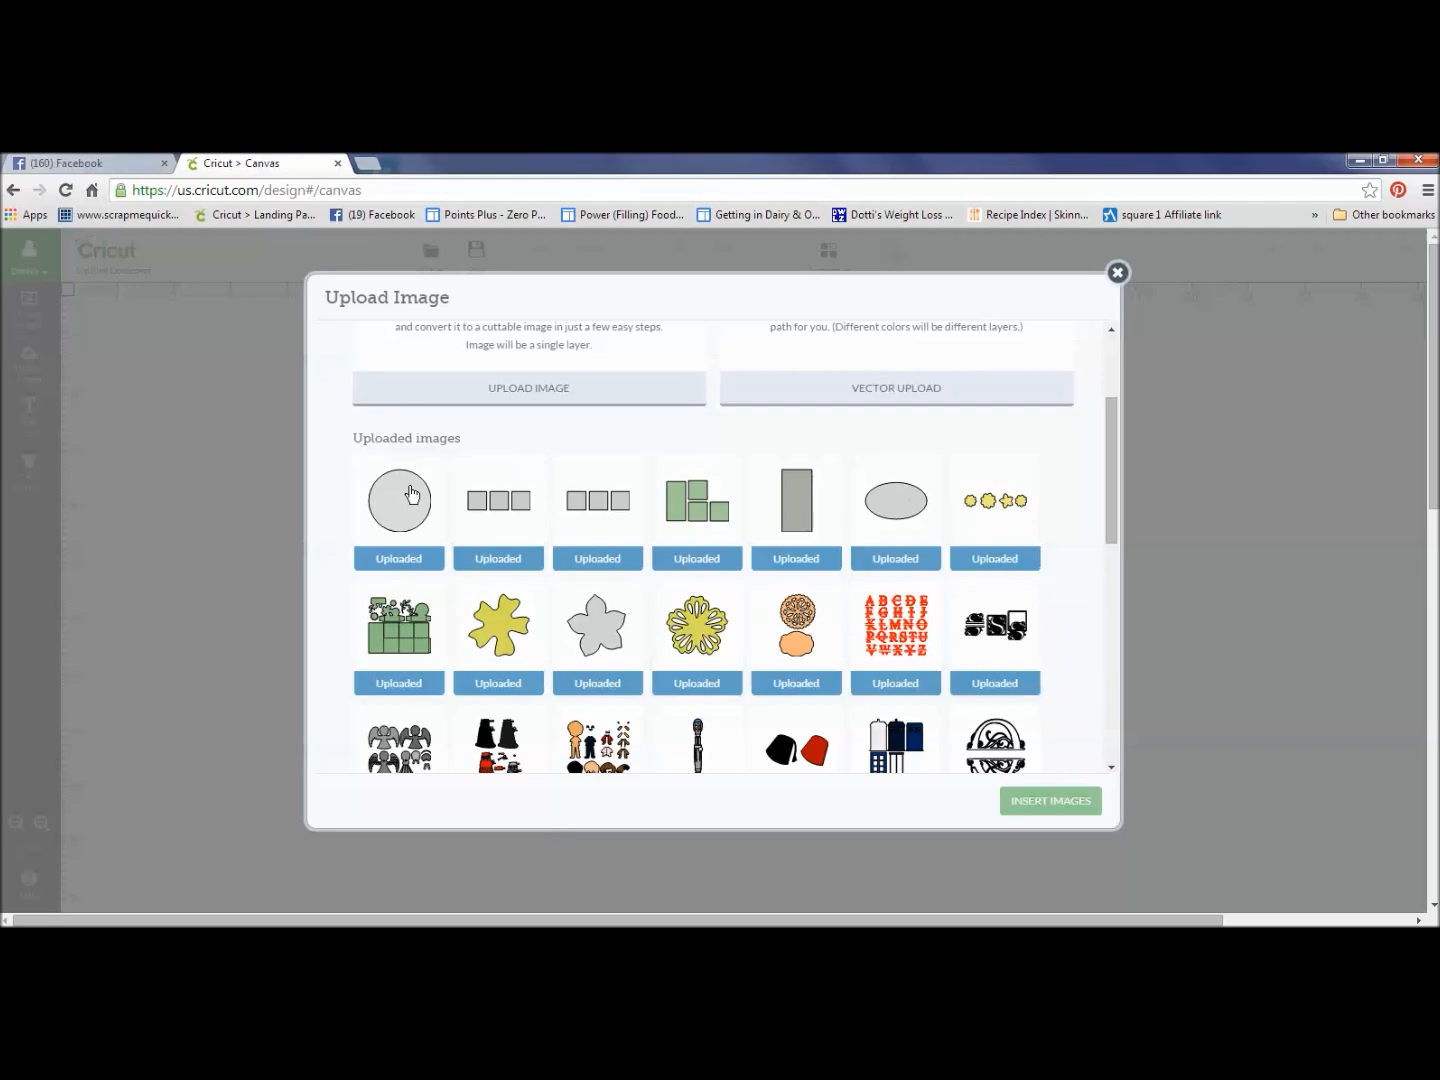 (160) Facebook
Cricut > Canvas
https://us.cricut.com/design#/canvas
Apps
www.scrapmequick...
Cricut > Landing Pa...
(19) Facebook
Points Plus - Zero P...
Power (Filling) Food...
Getting in Dairy & O...
Dotti's Weight Loss ...
Recipe Index | Skinn...
square 1 Affiliate link
»
Other bookmarks
Cricut
Upload Image
and convert it to a cuttable image in just a few easy steps.
Image will be a single layer.
path for you. (Different colors will be different layers.)
UPLOAD IMAGE
VECTOR UPLOAD
Uploaded images
Uploaded
Uploaded
Uploaded
Uploaded
Uploaded
Uploaded
Uploaded
A B C D E
F G H I J
K L M N O
P Q R S T U
V W X Y Z
Uploaded
Uploaded
Uploaded
Uploaded
Uploaded
Uploaded
Uploaded
INSERT IMAGES